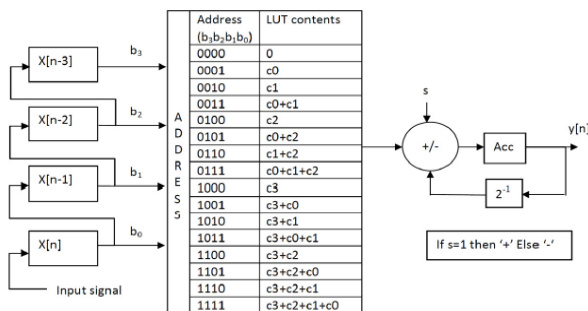 Address LUT contents
(b3b2b1b0)
0000 0
0001 c0
0010 c1
0011 c0+c1
0100 c2
0101 c0+c2
0110 c1+c2
0111 c0+c1+c2
1000 c3
1001 c3+c0
1010 c3+c1
1011 c3+c0+c1
1100 c3+c2
1101 c3+c2+c0
1110 c3+c2+c1
1111 c3+c2+c1+c0
X[n-3]
b3
X[n-2]
b2
X[n-1]
b1
X[n]
b0
Input signal
A
D
D
R
E
S
S
s
+/-
Acc
y[n]
2-1
If s=1 then ‘+’ Else ‘-‘